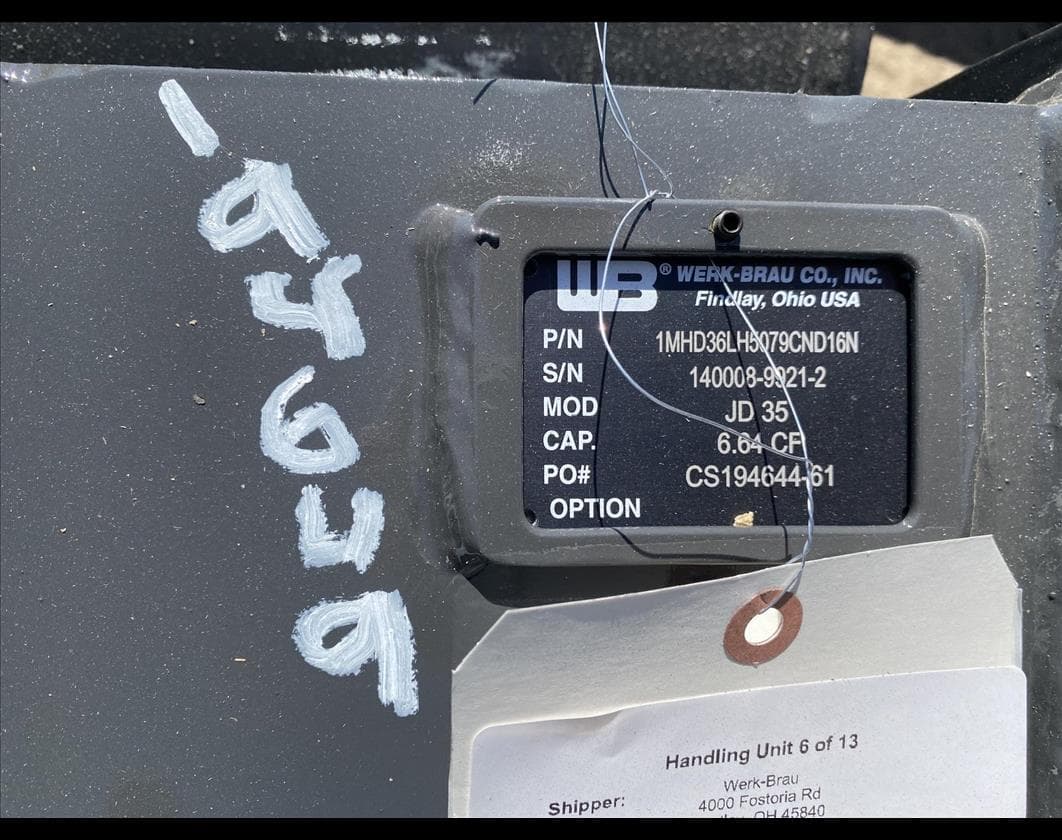 194649
WB® WERK-BRAU CO., INC.
Findlay, Ohio USA
P/N 1MHD36LH5079CND16N
S/N 140008-9921-2
MOD JD 35
CAP. 6.64 CF
PO# CS194644-61
OPTION
Handling Unit 6 of 13
Shipper: Werk-Brau
4000 Fostoria Rd
OH 45840